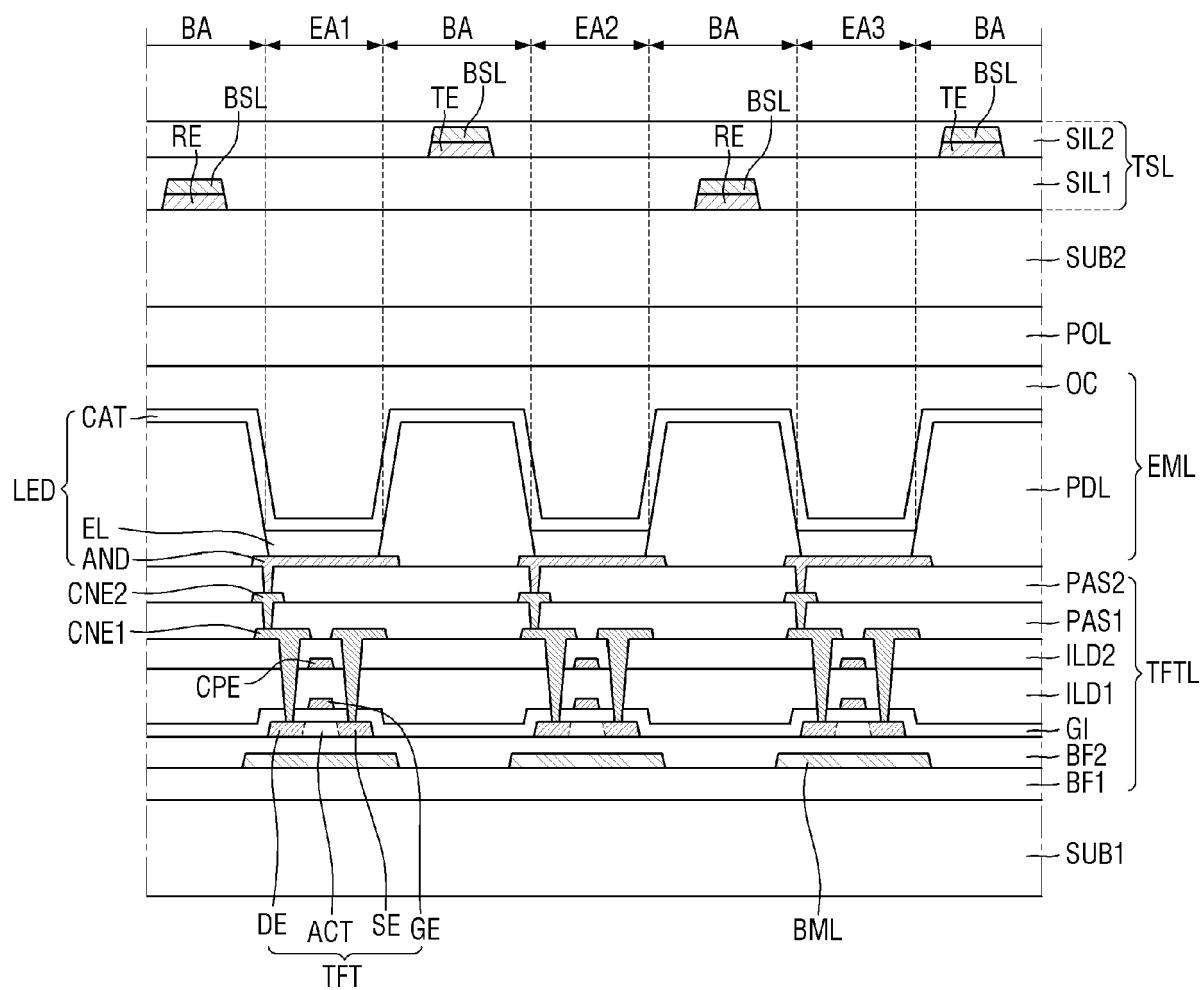 BA EA1 BA EA2 BA EA3 BA
BSL BSL BSL BSL
RE TE RE TE
SIL2
SIL1
TSL
SUB2
POL
OC
CAT
LED
PDL
EML
EL
AND
CNE2
PAS2
CNE1
PAS1
CPE
ILD2
ILD1
TFTL
GI
BF2
BF1
SUB1
DE ACT SE GE BML
TFT